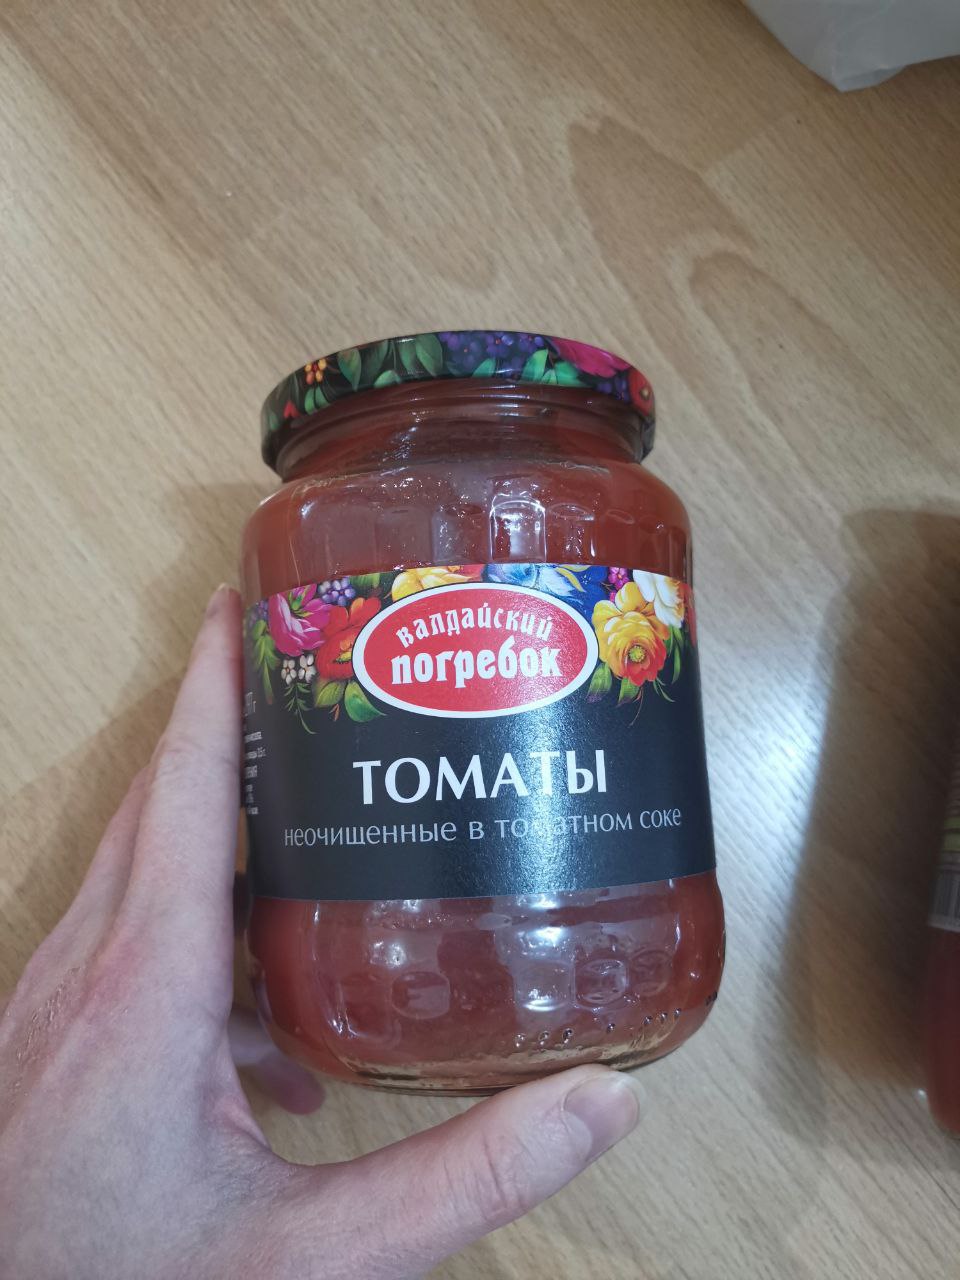 валдайский
погребок
ТОМАТЫ
неочищенные в томатном соке